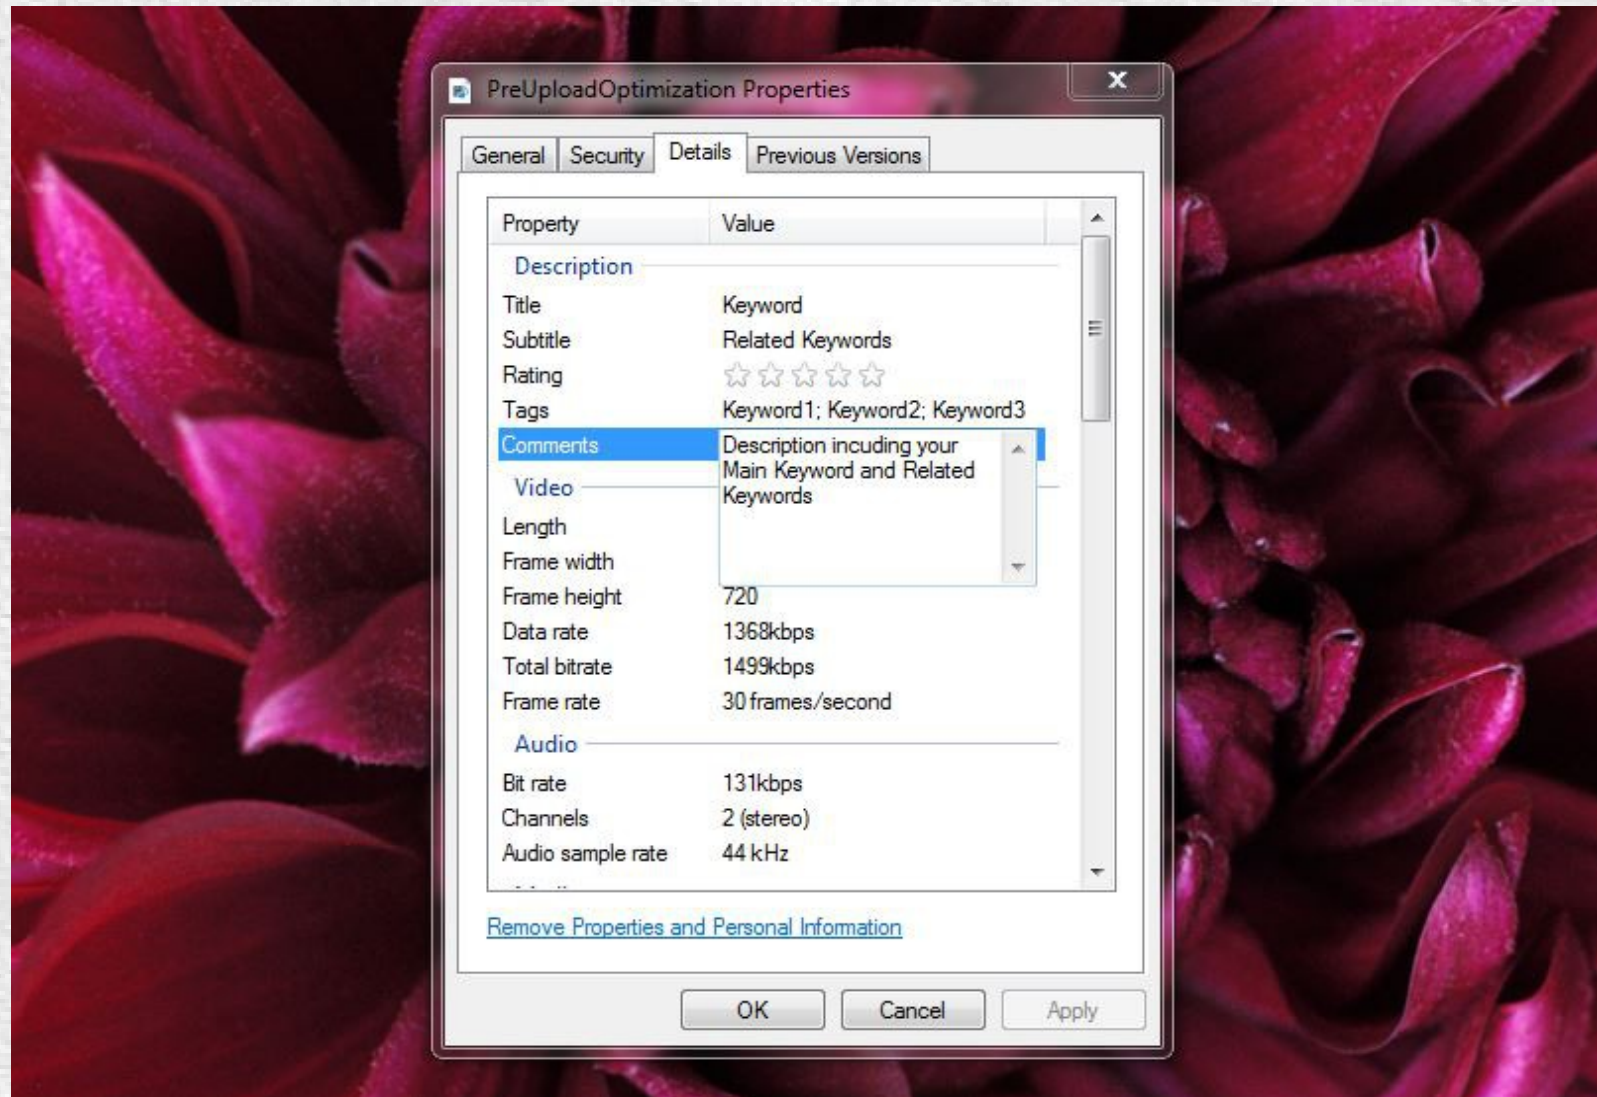 PreUploadOptimization Properties
X
General Security Details Previous Versions
Property Value
Description
Title Keyword
Subtitle Related Keywords
Rating
Tags Keyword1; Keyword2; Keyword3
Comments Description incuding your
Main Keyword and Related
Keywords
Video
Length
Frame width
Frame height 720
Data rate 1368kbps
Total bitrate 1499kbps
Frame rate 30 frames/second
Audio
Bit rate 131kbps
Channels 2 (stereo)
Audio sample rate 44 kHz
Remove Properties and Personal Information
OK Cancel Apply